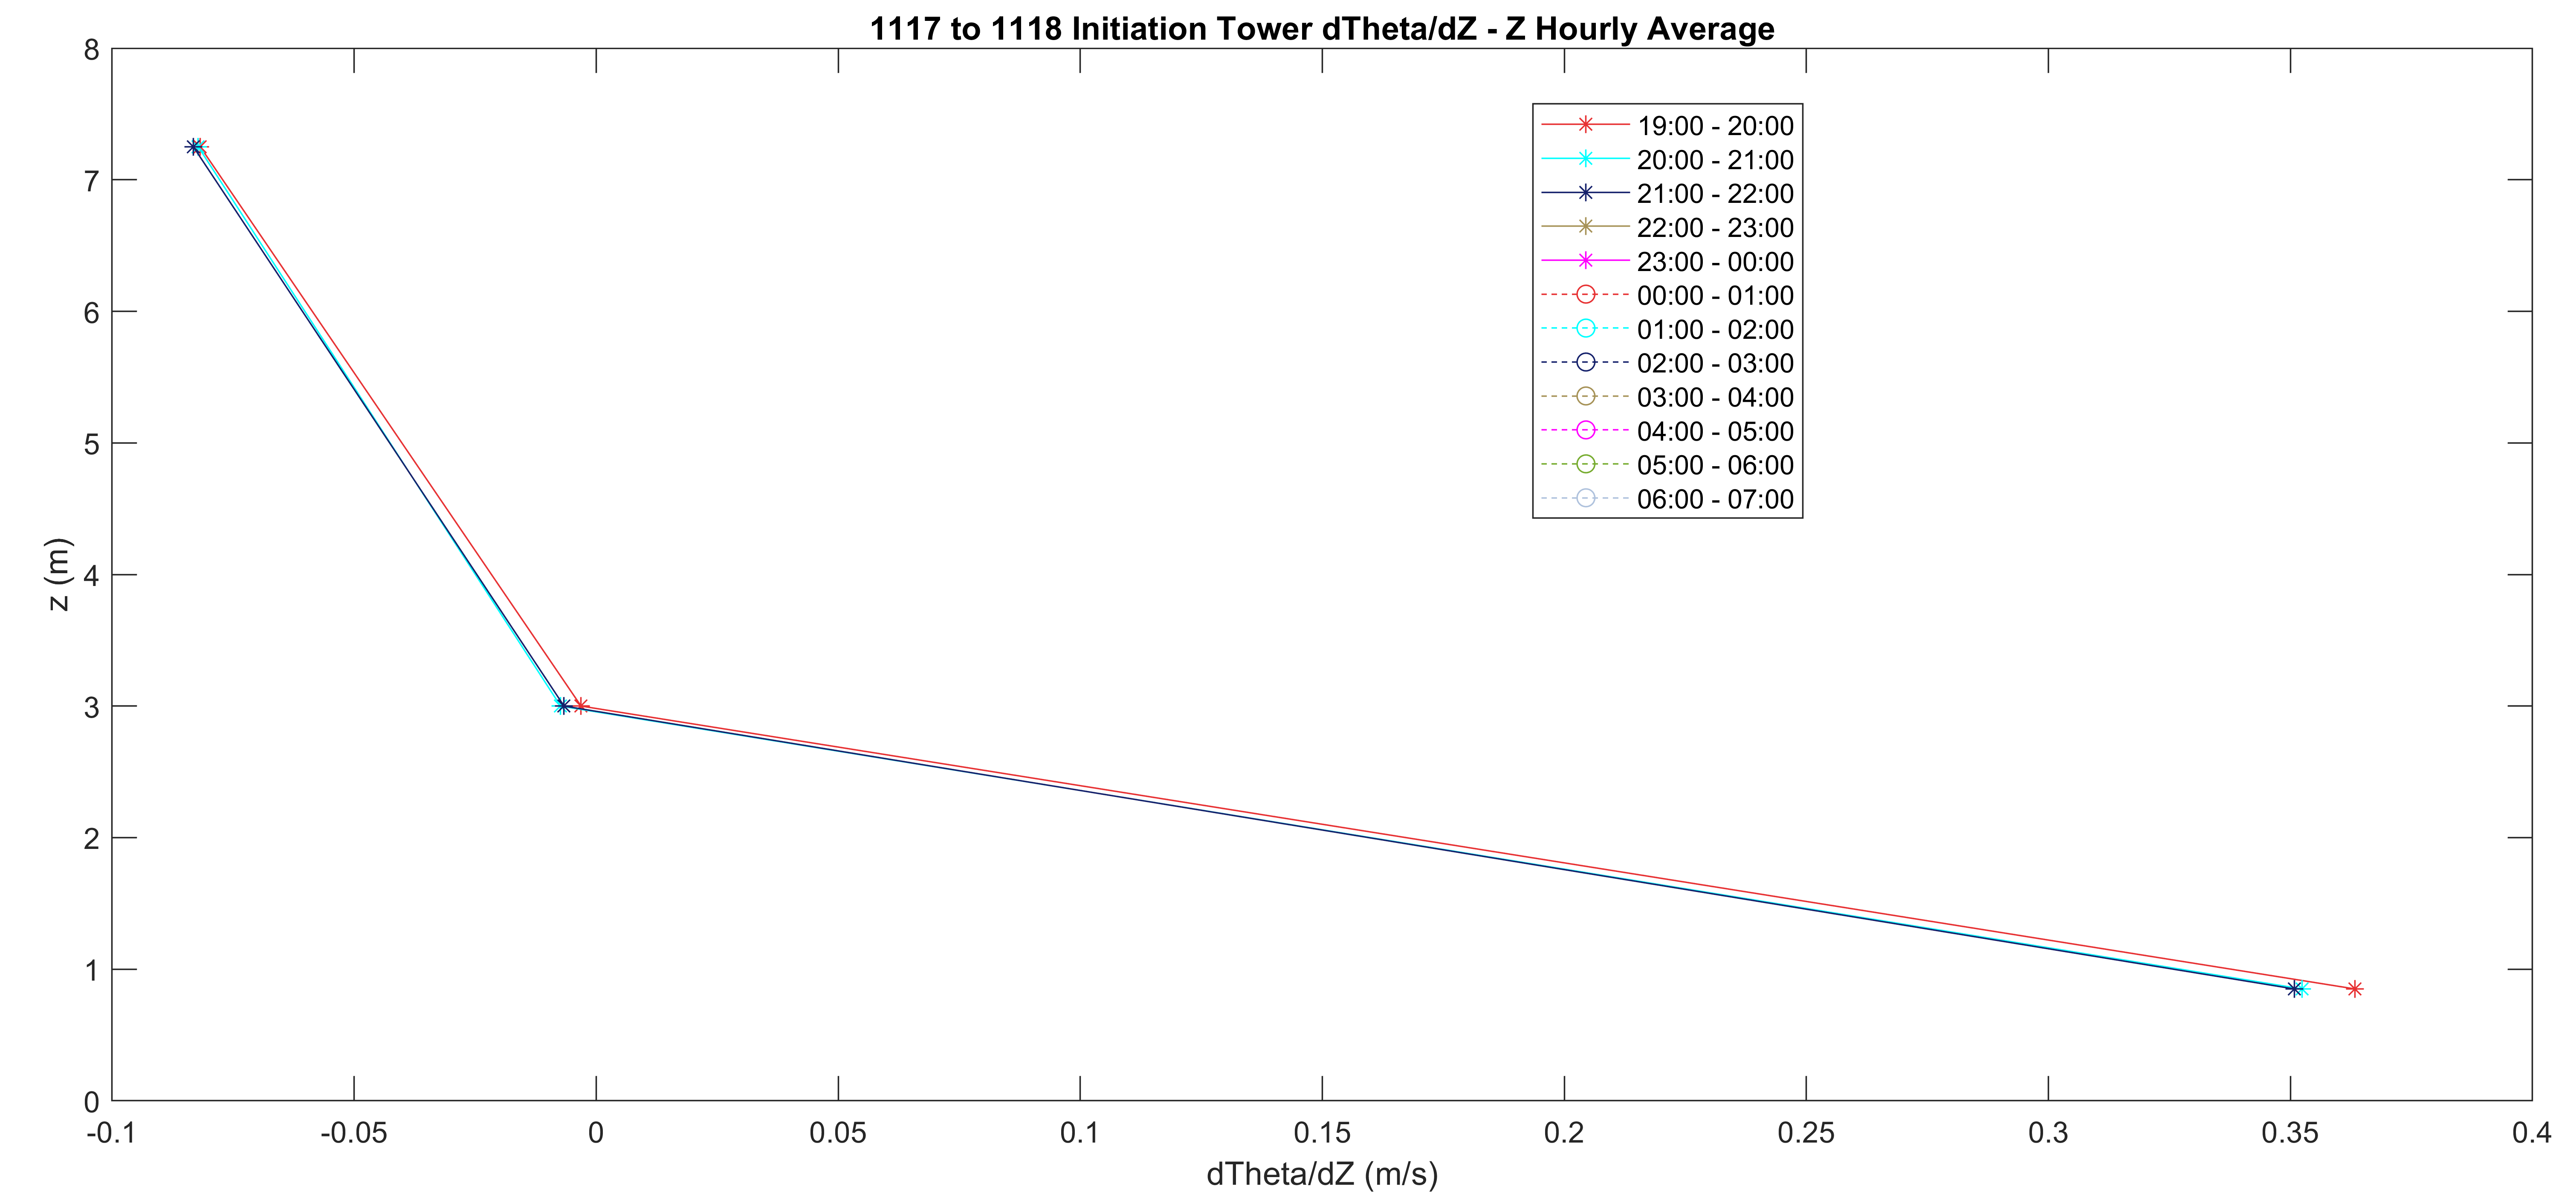 1117 to 1118 Initiation Tower dTheta/dZ - Z Hourly Average
8
7
6
5
4
3
2
1
0
z (m)
19:00 - 20:00
20:00 - 21:00
21:00 - 22:00
22:00 - 23:00
23:00 - 00:00
00:00 - 01:00
01:00 - 02:00
02:00 - 03:00
03:00 - 04:00
04:00 - 05:00
05:00 - 06:00
06:00 - 07:00
-0.1 -0.05 0 0.05 0.1 0.15 0.2 0.25 0.3 0.35 0.4
dTheta/dZ (m/s)